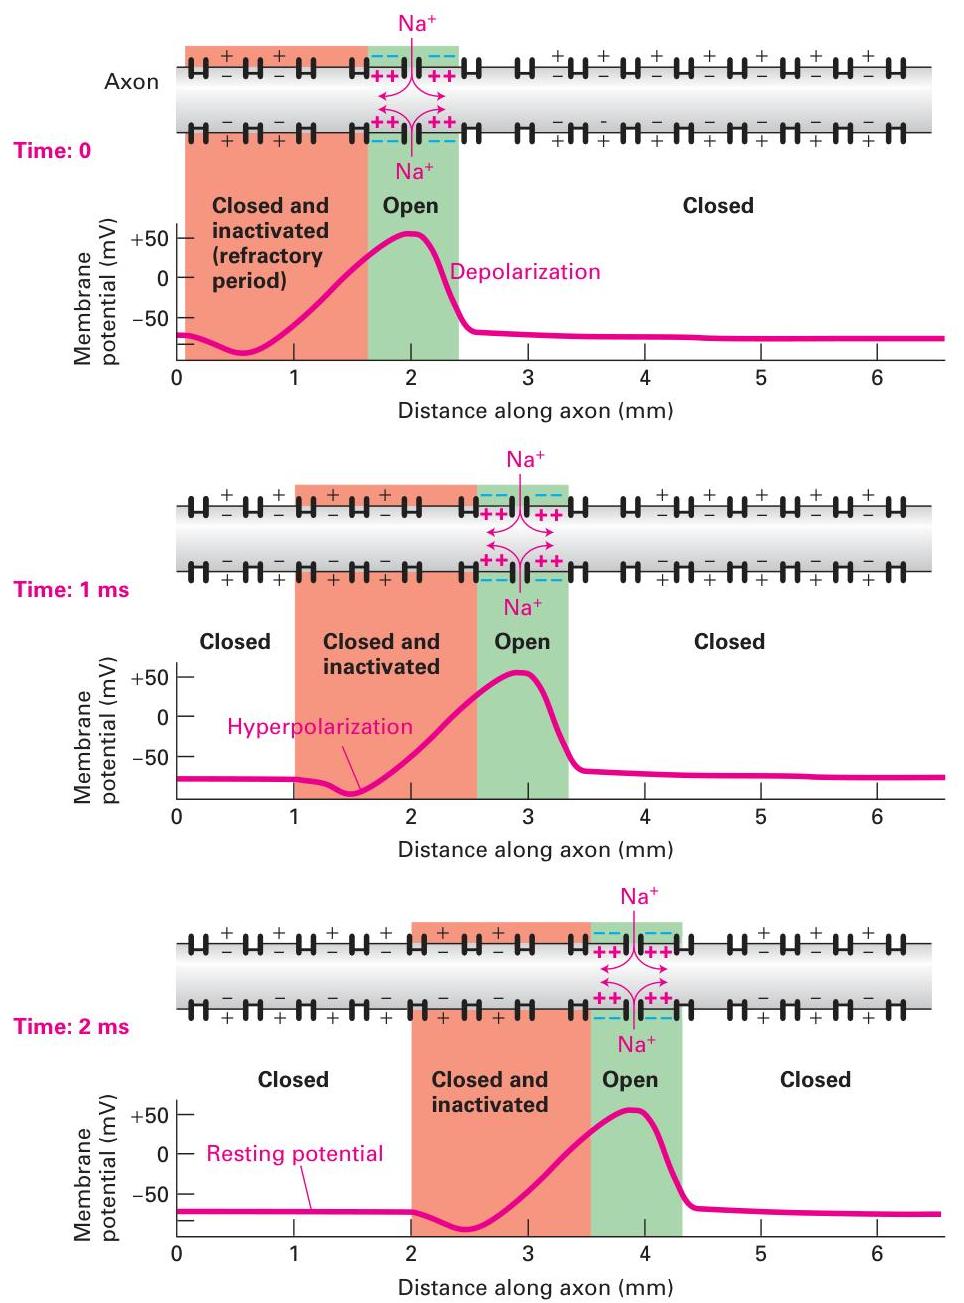 Na⁺
Axon
Time: 0
Na⁺
Closed and
inactivated
(refractory
period)
Open
Closed
Depolarization
Membrane
potential (mV)
+50
0
−50
0 1 2 3 4 5 6
Distance along axon (mm)
Na⁺
Time: 1 ms
Na⁺
Closed
Closed and
inactivated
Open
Closed
Hyperpolarization
Membrane
potential (mV)
+50
0
−50
0 1 2 3 4 5 6
Distance along axon (mm)
Na⁺
Time: 2 ms
Na⁺
Closed
Closed and
inactivated
Open
Closed
Resting potential
Membrane
potential (mV)
+50
0
−50
0 1 2 3 4 5 6
Distance along axon (mm)